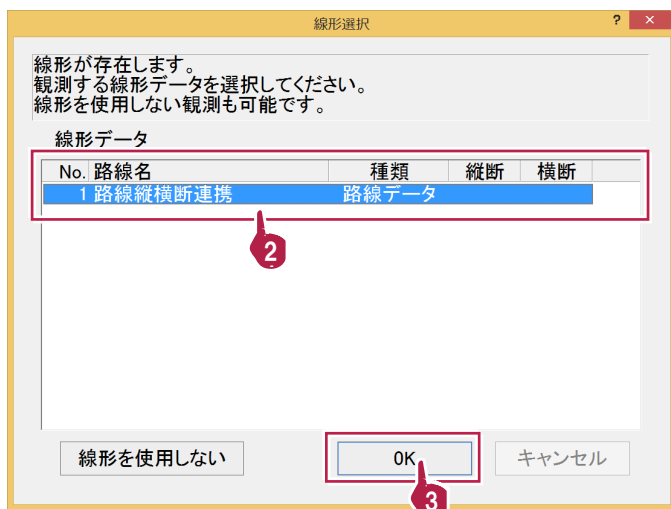 線形選択
? ×
線形が存在します。
観測する線形データを選択してください。
線形を使用しない観測も可能です。
線形データ
No. 路線名 種類 縦断 横断
1 路線縦横断連携 路線データ
2
線形を使用しない OK キャンセル
3